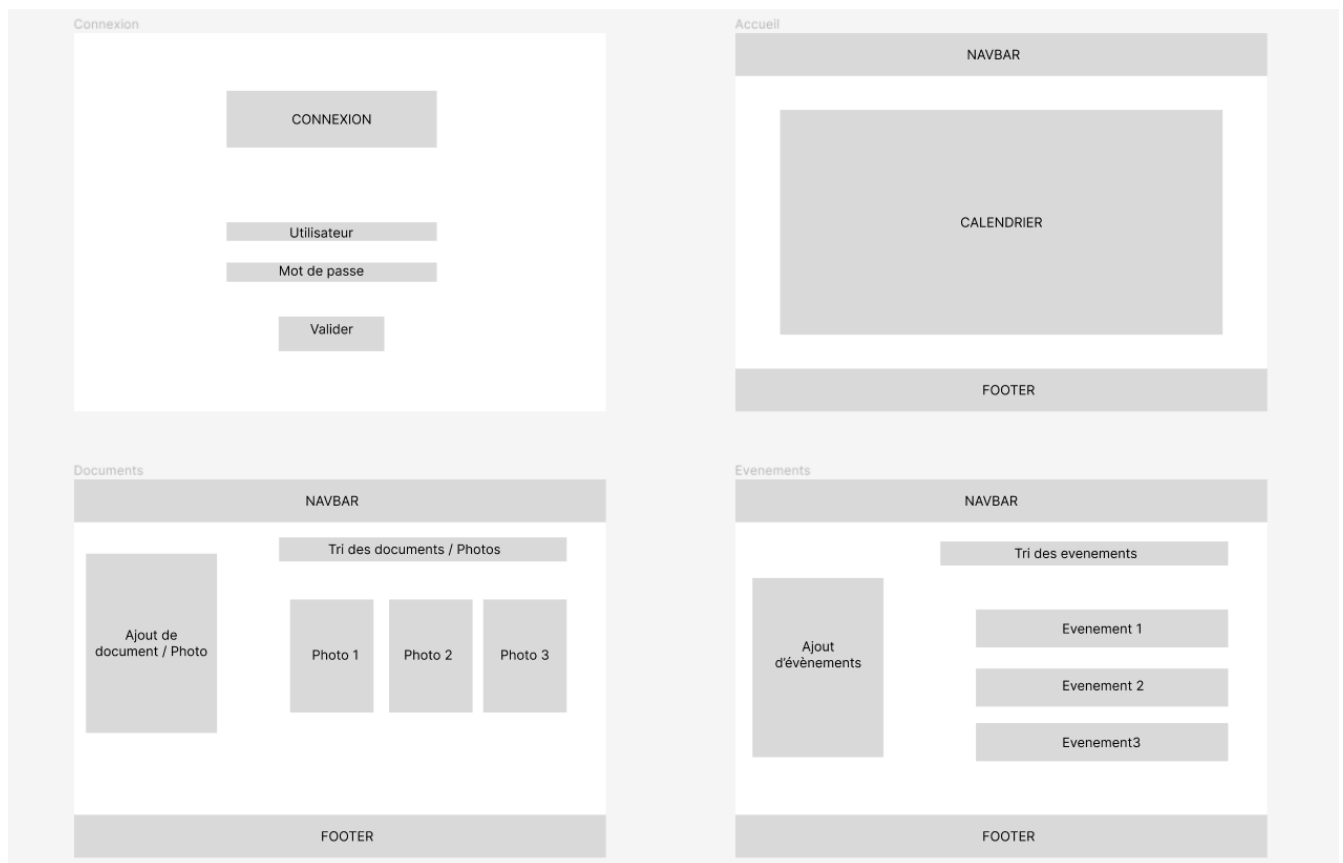 Connexion
CONNEXION
Utilisateur
Mot de passe
Valider
Accueil
NAVBAR
CALENDRIER
FOOTER
Documents
NAVBAR
Tri des documents / Photos
Ajout de
document / Photo
Photo 1
Photo 2
Photo 3
FOOTER
Evenements
NAVBAR
Tri des evenements
Ajout
d'évènements
Evenement 1
Evenement 2
Evenement3
FOOTER